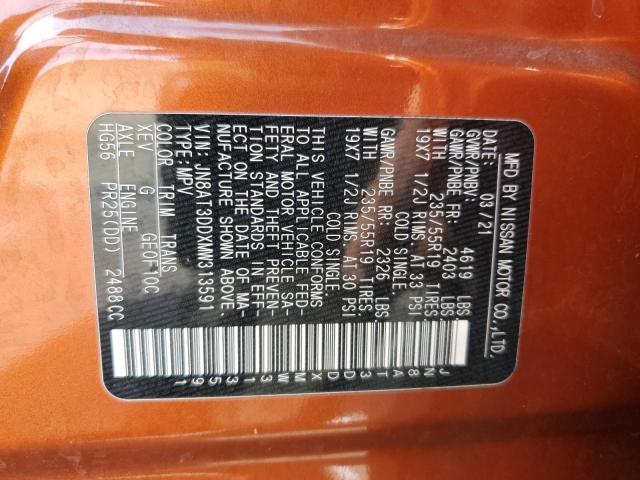 MFD BY NISSAN MOTOR CO.,LTD.
03/21
GVWR/PNBV: 4619 LBS
GAWR/PNBE FR: 2403 LBS
WITH 235/55R19 TIRES
19X7 1/2J RIMS AT 33 PSI
COLD SINGLE.
GAWR/PNBE RR: 2326 LBS
WITH 235/55R19 TIRES
19X7 1/2J RIMS AT 30 PSI
COLD SINGLE.
THIS VEHICLE CONFORMS
TO ALL APPLICABLE FED-
ERAL MOTOR VEHICLE SA-
FETY AND THEFT PREVEN-
TION STANDARDS IN EFF-
ECT ON THE DATE OF MA-
NUFACTURE SHOWN ABOVE.
VIN: JN8AT3DDXMW313591
TYPE:MPV
COLOR TRIM TRANS
XEV G GE0F10C
AXLE ENGINE
HG56 PR25(DD) 2488CC
JN8AT3DDXMW313591